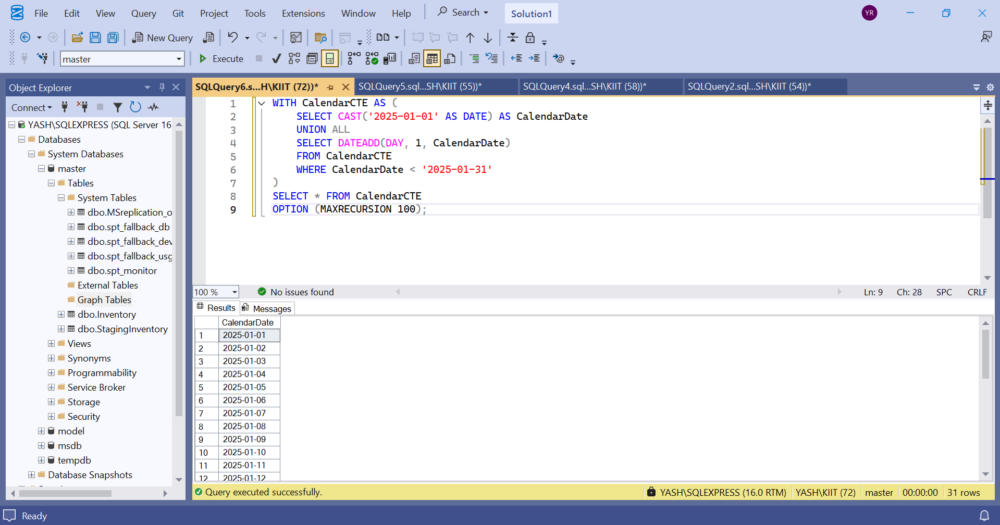 File Edit View Query Git Project Tools Extensions Window Help Search Solution1 YR
New Query
master Execute
Object Explorer
Connect
YASH\SQLEXPRESS (SQL Server 16
Databases
System Databases
master
Tables
System Tables
dbo.MSreplication_o
dbo.spt_fallback_db
dbo.spt_fallback_dev
dbo.spt_fallback_usg
dbo.spt_monitor
External Tables
Graph Tables
dbo.Inventory
dbo.StagingInventory
Views
Synonyms
Programmability
Service Broker
Storage
Security
model
msdb
tempdb
Database Snapshots
SQLQuery6.s...H\KIIT (72))* SQLQuery5.sql...SH\KIIT (55))* SQLQuery4.sql...SH\KIIT (58))* SQLQuery2.sql...SH\KIIT (54))*
1 WITH CalendarCTE AS (
2 SELECT CAST('2025-01-01' AS DATE) AS CalendarDate
3 UNION ALL
4 SELECT DATEADD(DAY, 1, CalendarDate)
5 FROM CalendarCTE
6 WHERE CalendarDate < '2025-01-31'
7 )
8 SELECT * FROM CalendarCTE
9 OPTION (MAXRECURSION 100);
100 % No issues found Ln: 9 Ch: 28 SPC CRLF
Results Messages
CalendarDate
1 2025-01-01
2 2025-01-02
3 2025-01-03
4 2025-01-04
5 2025-01-05
6 2025-01-06
7 2025-01-07
8 2025-01-08
9 2025-01-09
10 2025-01-10
11 2025-01-11
12 2025-01-12
Query executed successfully. YASH\SQLEXPRESS (16.0 RTM) YASH\KIIT (72) master 00:00:00 31 rows
Ready